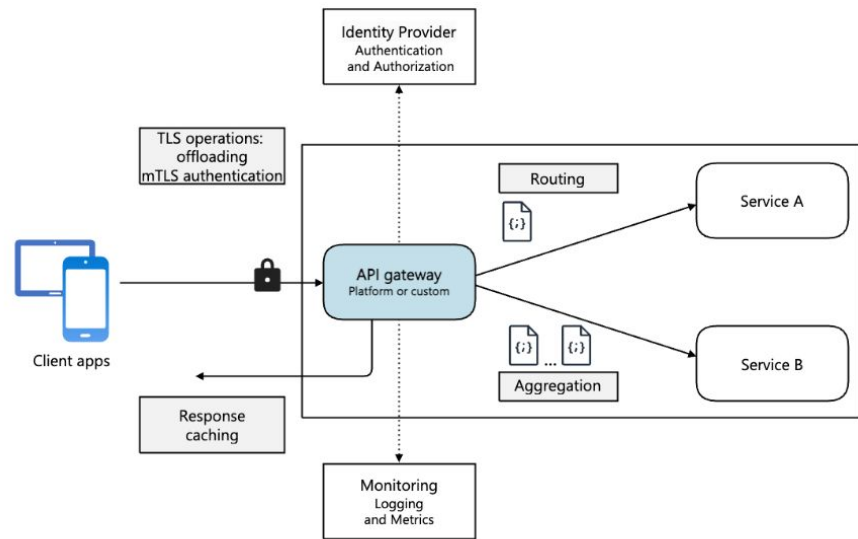 Identity Provider
Authentication
and Authorization
TLS operations:
offloading
mTLS authentication
Routing
{;}
Service A
API gateway
Platform or custom
Client apps
{;} ... {;}
Aggregation
Service B
Response
caching
Monitoring
Logging
and Metrics